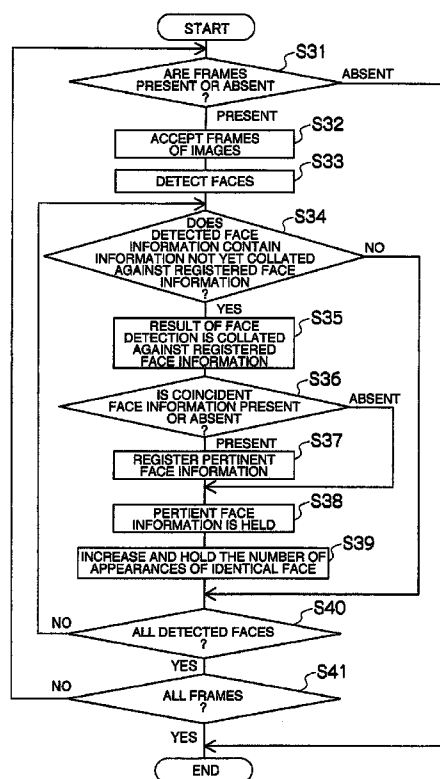 START
S31
ARE FRAMES
PRESENT OR ABSENT
?
ABSENT
PRESENT
S32
ACCEPT FRAMES
OF IMAGES
S33
DETECT FACES
S34
DOES
DETECTED FACE
INFORMATION CONTAIN
INFORMATION NOT YET COLLATED
AGAINST REGISTERED FACE
INFORMATION
?
NO
YES
S35
RESULT OF FACE
DETECTION IS COLLATED
AGAINST REGISTERED
FACE INFORMATION
S36
IS COINCIDENT
FACE INFORMATION PRESENT
OR ABSENT
?
ABSENT
PRESENT
S37
REGISTER PERTINENT
FACE INFORMATION
S38
PERTIENT FACE
INFORMATION IS HELD
S39
INCREASE AND HOLD THE NUMBER OF
APPEARANCES OF IDENTICAL FACE
S40
NO
ALL DETECTED FACES
?
YES
S41
NO
ALL FRAMES
?
YES
END